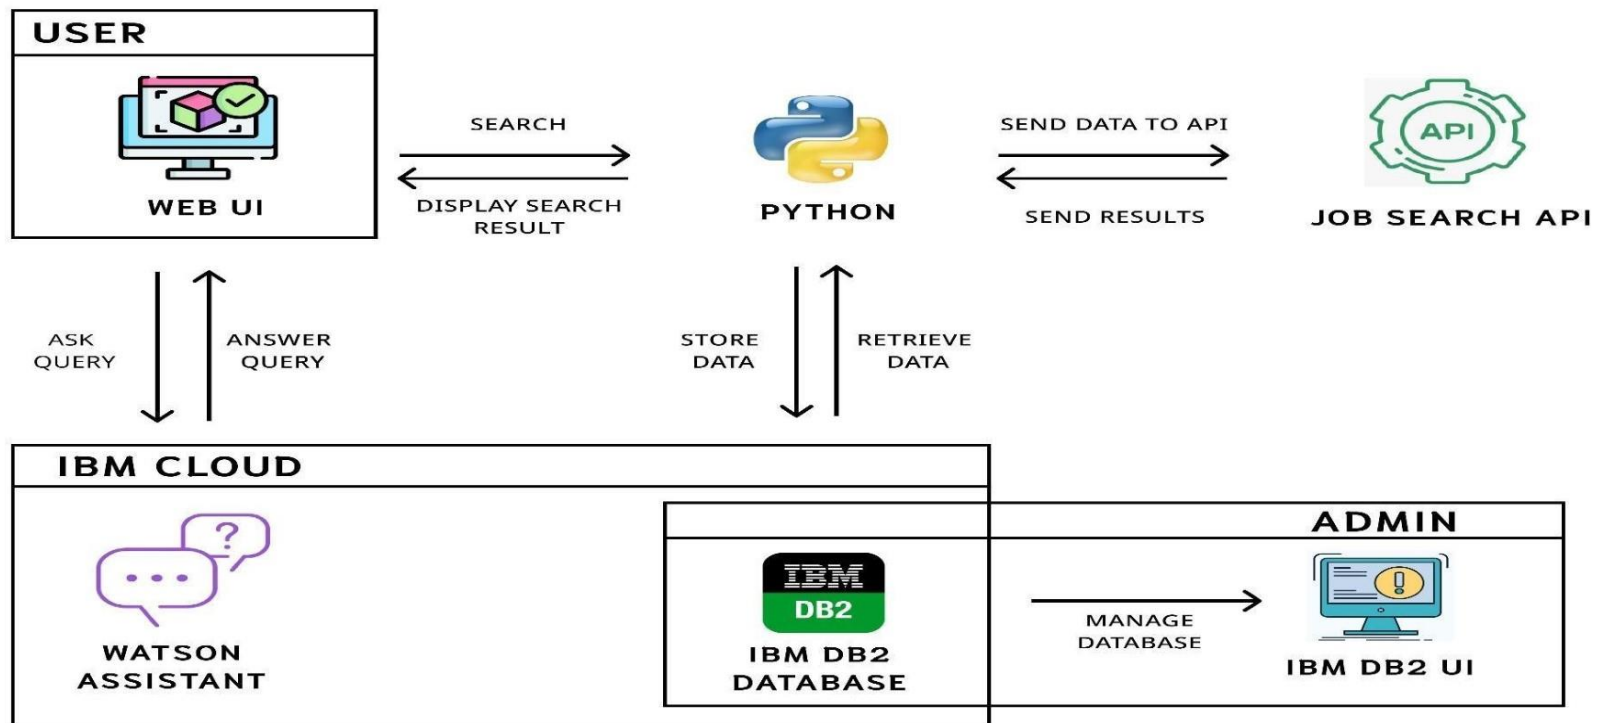 USER
WEB UI
SEARCH
DISPLAY SEARCH
RESULT
PYTHON
SEND DATA TO API
SEND RESULTS
API
JOB SEARCH API
ASK
QUERY
ANSWER
QUERY
STORE
DATA
RETRIEVE
DATA
IBM CLOUD
?
WATSON
ASSISTANT
IBM
DB2
IBM DB2
DATABASE
MANAGE
DATABASE
ADMIN
!
IBM DB2 UI